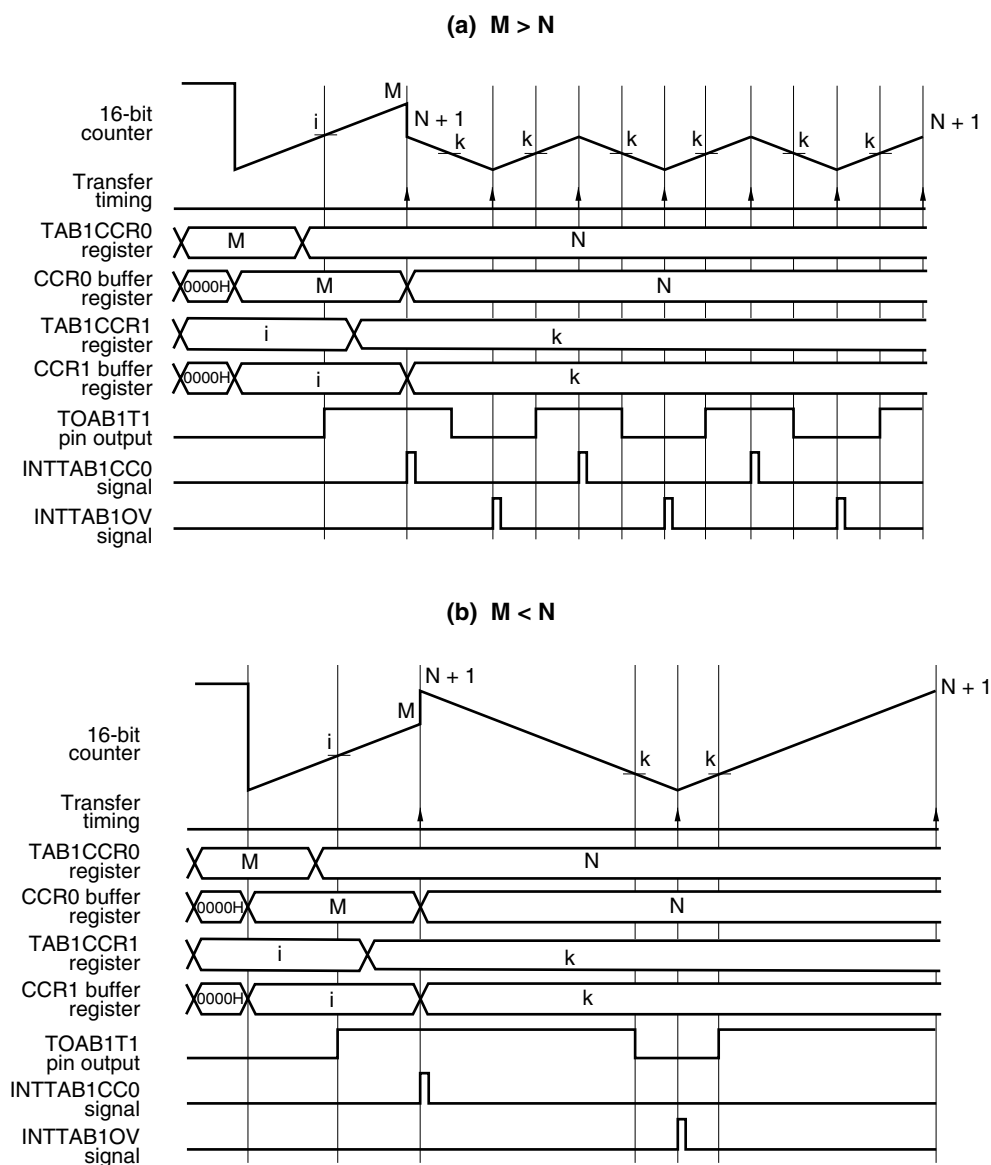 (a) M > N
M
i
N + 1
k
k
k
k
k
k
N + 1
16-bit
counter
Transfer
timing
TAB1CCR0
register
M
N
CCR0 buffer
register
0000H
M
N
TAB1CCR1
register
i
k
CCR1 buffer
register
0000H
i
k
TOAB1T1
pin output
INTTAB1CC0
signal
INTTAB1OV
signal
(b) M < N
N + 1
M
i
k
k
N + 1
16-bit
counter
Transfer
timing
TAB1CCR0
register
M
N
CCR0 buffer
register
0000H
M
N
TAB1CCR1
register
i
k
CCR1 buffer
register
0000H
i
k
TOAB1T1
pin output
INTTAB1CC0
signal
INTTAB1OV
signal